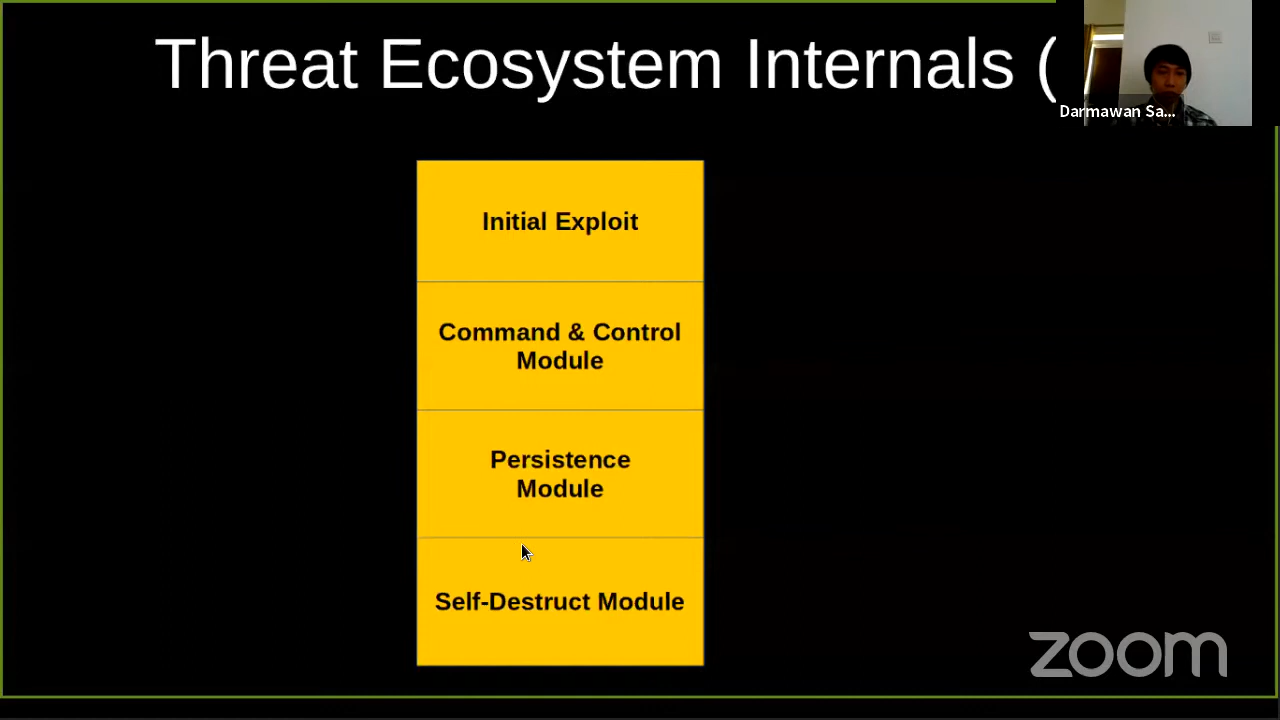 Threat Ecosystem Internals (
Darmawan Sa...
Initial Exploit
Command & Control
Module
Persistence
Module
Self-Destruct Module
zoom